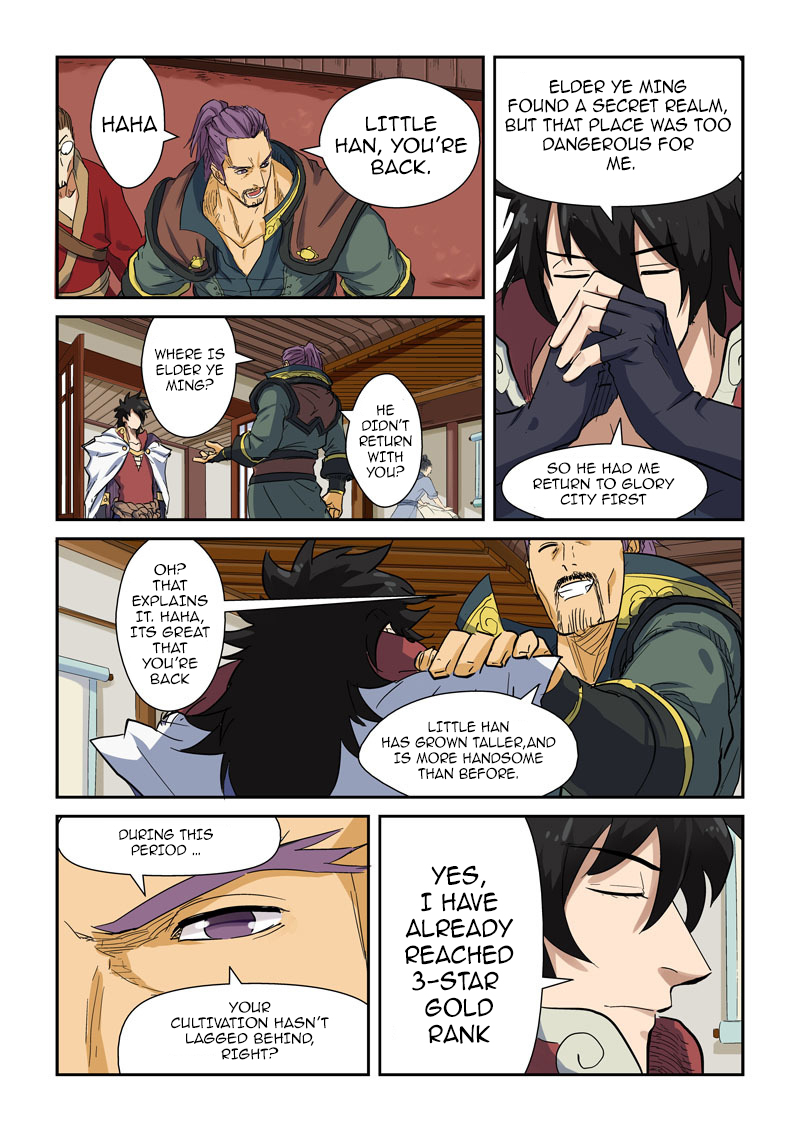 HAHA
LITTLE
HAN, YOU'RE
BACK.
WHERE IS
ELDER YE
MING?
HE
DIDN'T
RETURN
WITH
YOU?
ELDER YE MING
FOUND A SECRET REALM,
BUT THAT PLACE WAS TOO
DANGEROUS FOR
ME.
SO HE HAD ME
RETURN TO GLORY
CITY FIRST
OH?
THAT
EXPLAINS
IT. HAHA,
ITS GREAT
THAT
YOU'RE
BACK
LITTLE HAN
HAS GROWN TALLER,AND
IS MORE HANDSOME
THAN BEFORE.
DURING THIS
PERIOD ...
YOUR
CULTIVATION HASN'T
LAGGED BEHIND,
RIGHT?
YES,
I HAVE
ALREADY
REACHED
3-STAR
GOLD
RANK